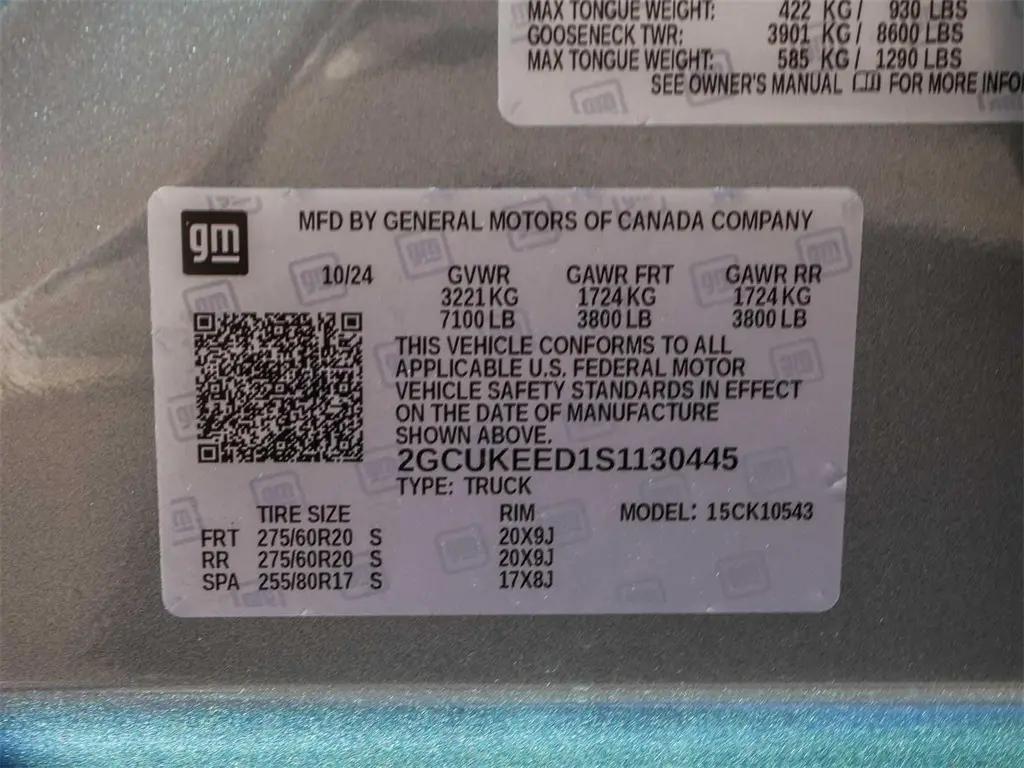 MAX TONGUE WEIGHT: 422 KG / 930 LBS
GOOSENECK TWR: 3901 KG / 8600 LBS
MAX TONGUE WEIGHT: 585 KG / 1290 LBS
SEE OWNER'S MANUAL FOR MORE INFO
gm
MFD BY GENERAL MOTORS OF CANADA COMPANY
10/24 GVWR GAWR FRT GAWR RR
3221 KG 1724 KG 1724 KG
7100 LB 3800 LB 3800 LB
THIS VEHICLE CONFORMS TO ALL
APPLICABLE U.S. FEDERAL MOTOR
VEHICLE SAFETY STANDARDS IN EFFECT
ON THE DATE OF MANUFACTURE
SHOWN ABOVE.
2GCUKEED1S1130445
TYPE: TRUCK
TIRE SIZE RIM MODEL: 15CK10543
FRT 275/60R20 S 20X9J
RR 275/60R20 S 20X9J
SPA 255/80R17 S 17X8J